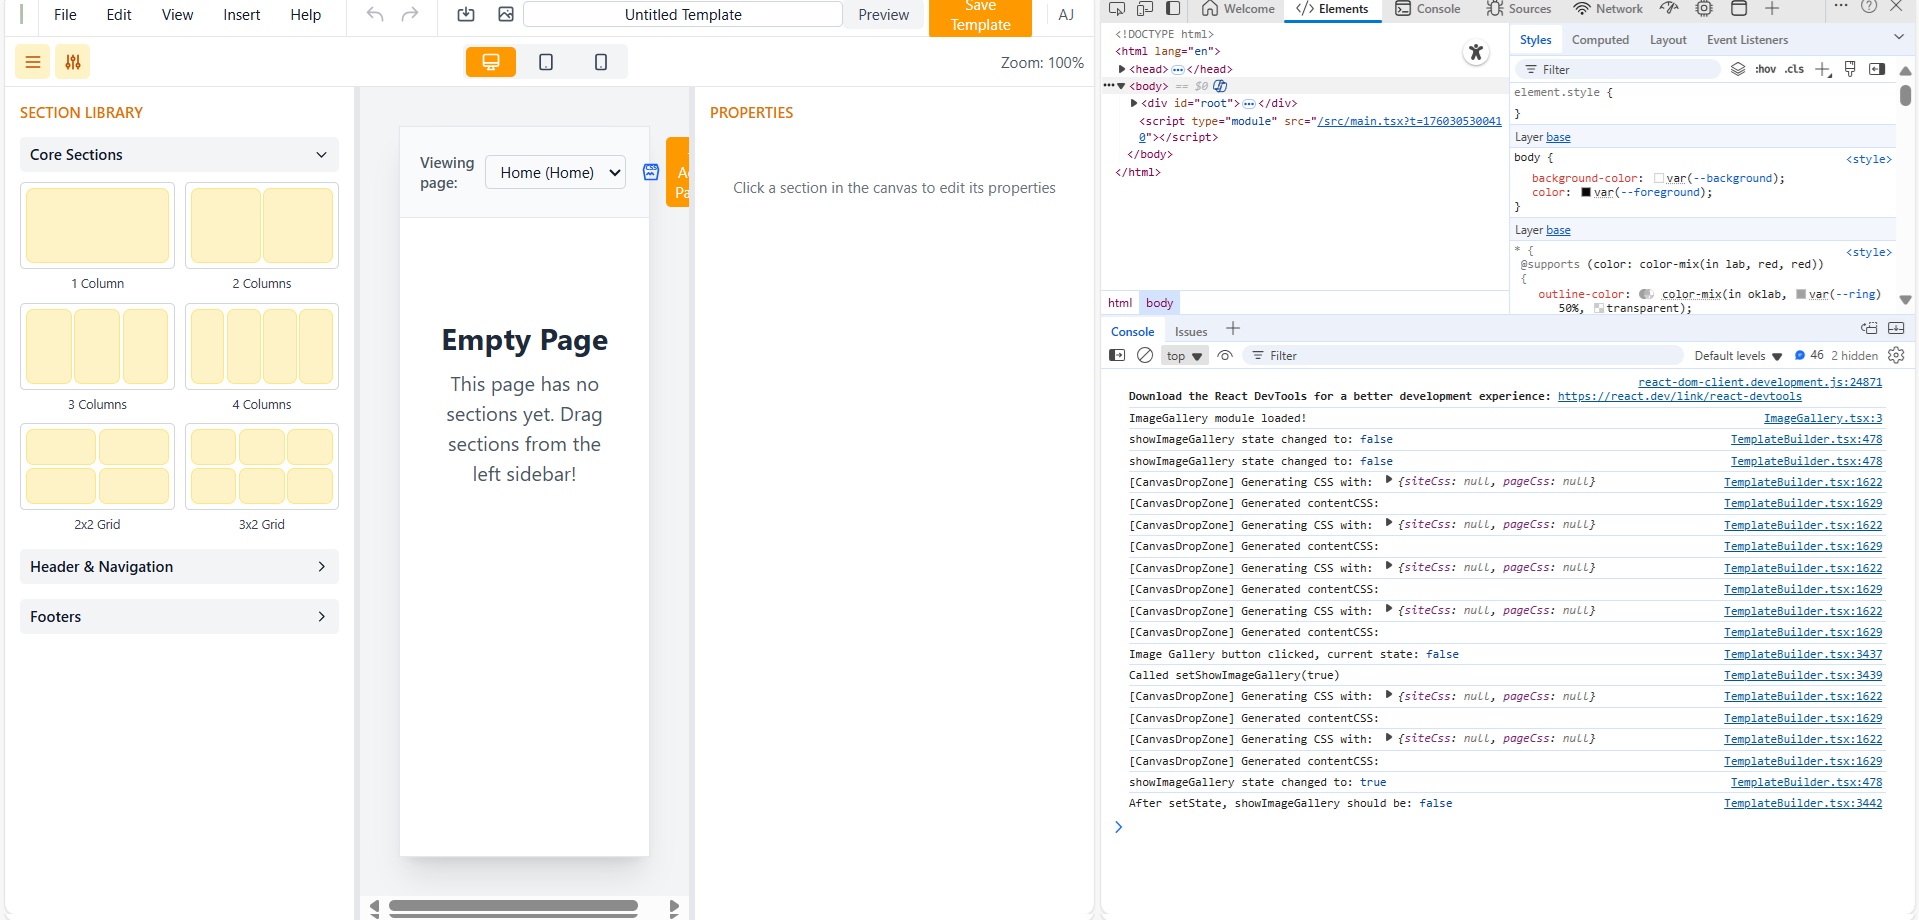 File Edit View Insert Help Untitled Template Preview Save Template AJ
Zoom: 100%
SECTION LIBRARY
Core Sections
1 Column 2 Columns
3 Columns 4 Columns
2x2 Grid 3x2 Grid
Header & Navigation
Footers
Viewing page: Home (Home)
Empty Page
This page has no
sections yet. Drag
sections from the
left sidebar!
PROPERTIES
Click a section in the canvas to edit its properties
Welcome Elements Console Sources Network
<!DOCTYPE html>
<html lang="en">
<head> </head>
<body> == $0
<div id="root"> </div>
<script type="module" src="/src/main.tsx?t=176030530041
0"></script>
</body>
</html>
html body
Styles Computed Layout Event Listeners
Filter :hov .cls
element.style {
}
Layer base
body { <style>
background-color: var(--background);
color: var(--foreground);
}
Layer base
* { <style>
@supports (color: color-mix(in lab, red, red))
{
outline-color: color-mix(in oklab, var(--ring)
50%, transparent);
Console Issues
top Filter Default levels 46 2 hidden
react-dom-client.development.js:24871
Download the React DevTools for a better development experience: https://react.dev/link/react-devtools
ImageGallery module loaded! ImageGallery.tsx:3
showImageGallery state changed to: false TemplateBuilder.tsx:478
showImageGallery state changed to: false TemplateBuilder.tsx:478
[CanvasDropZone] Generating CSS with: {siteCss: null, pageCss: null} TemplateBuilder.tsx:1622
[CanvasDropZone] Generated contentCSS: TemplateBuilder.tsx:1629
[CanvasDropZone] Generating CSS with: {siteCss: null, pageCss: null} TemplateBuilder.tsx:1622
[CanvasDropZone] Generated contentCSS: TemplateBuilder.tsx:1629
[CanvasDropZone] Generating CSS with: {siteCss: null, pageCss: null} TemplateBuilder.tsx:1622
[CanvasDropZone] Generated contentCSS: TemplateBuilder.tsx:1629
[CanvasDropZone] Generating CSS with: {siteCss: null, pageCss: null} TemplateBuilder.tsx:1622
[CanvasDropZone] Generated contentCSS: TemplateBuilder.tsx:1629
Image Gallery button clicked, current state: false TemplateBuilder.tsx:3437
Called setShowImageGallery(true) TemplateBuilder.tsx:3439
[CanvasDropZone] Generating CSS with: {siteCss: null, pageCss: null} TemplateBuilder.tsx:1622
[CanvasDropZone] Generated contentCSS: TemplateBuilder.tsx:1629
[CanvasDropZone] Generating CSS with: {siteCss: null, pageCss: null} TemplateBuilder.tsx:1622
[CanvasDropZone] Generated contentCSS: TemplateBuilder.tsx:1629
showImageGallery state changed to: true TemplateBuilder.tsx:478
After setState, showImageGallery should be: false TemplateBuilder.tsx:3442